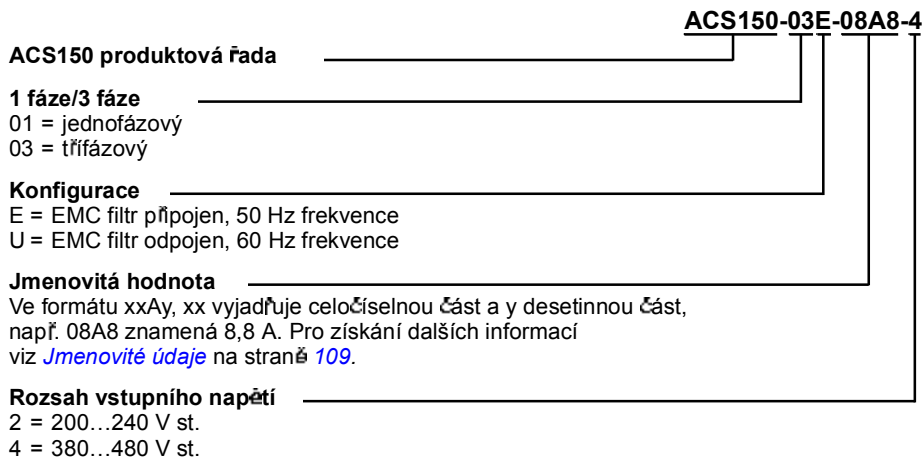 ACS150-03E-08A8-4
ACS150 produktová řada
1 fáze/3 fáze
01 = jednofázový
03 = třífázový
Konfigurace
E = EMC filtr připojen, 50 Hz frekvence
U = EMC filtr odpojen, 60 Hz frekvence
Jmenovitá hodnota
Ve formátu xxAy, xx vyjadřuje celočíselnou část a y desetinnou část,
např. 08A8 znamená 8,8 A. Pro získání dalších informací
viz Jmenovité údaje na straně 109.
Rozsah vstupního napětí
2 = 200…240 V st.
4 = 380…480 V st.